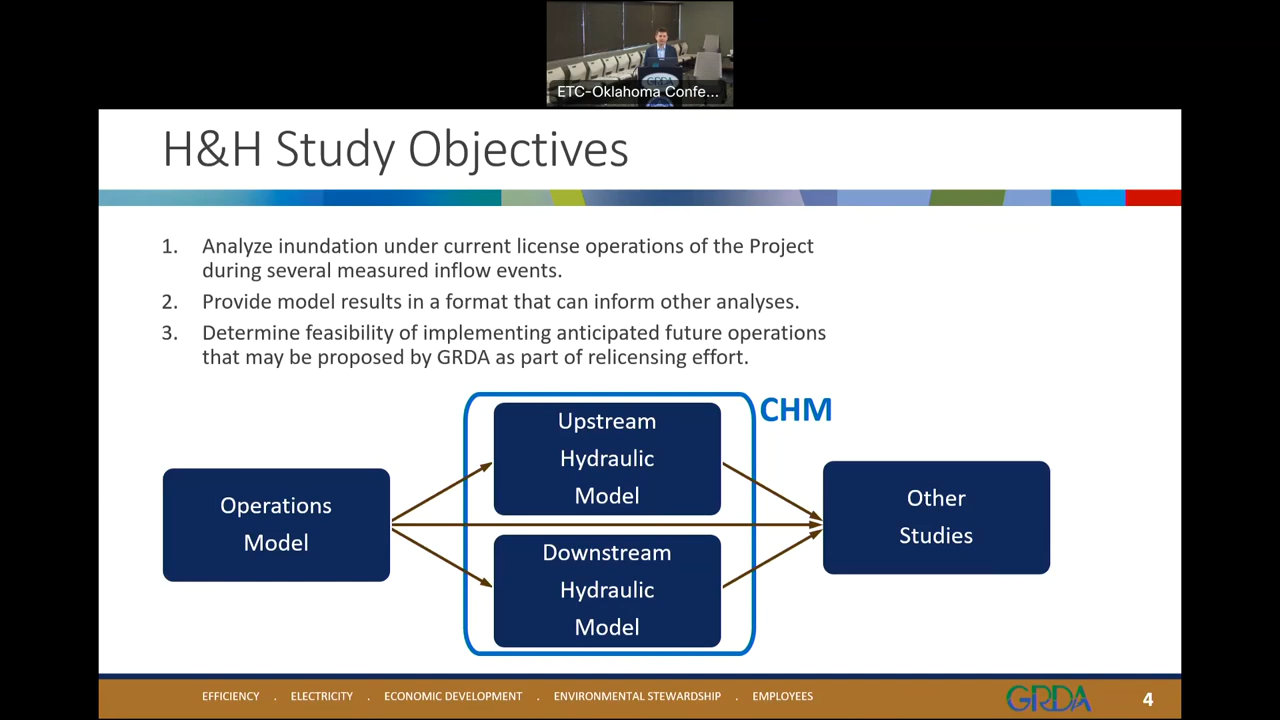 GRDA
ETC-Oklahoma Confe...
H&H Study Objectives
1. Analyze inundation under current license operations of the Project
during several measured inflow events.
2. Provide model results in a format that can inform other analyses.
3. Determine feasibility of implementing anticipated future operations
that may be proposed by GRDA as part of relicensing effort.
CHM
Upstream
Hydraulic
Model
Operations
Model
Other
Studies
Downstream
Hydraulic
Model
EFFICIENCY . ELECTRICITY . ECONOMIC DEVELOPMENT . ENVIRONMENTAL STEWARDSHIP . EMPLOYEES
GRDA
4